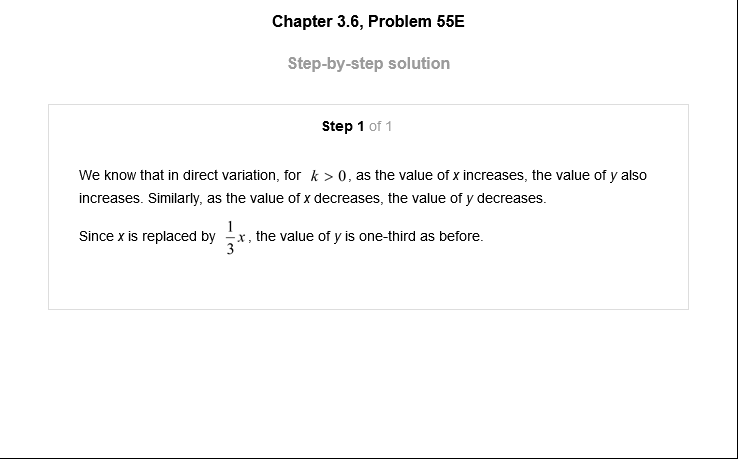 Chapter 3.6, Problem 55E
Step-by-step solution
Step 1 of 1
We know that in direct variation, for k > 0, as the value of x increases, the value of y also
increases. Similarly, as the value of x decreases, the value of y decreases.
Since x is replaced by 1/3 x, the value of y is one-third as before.